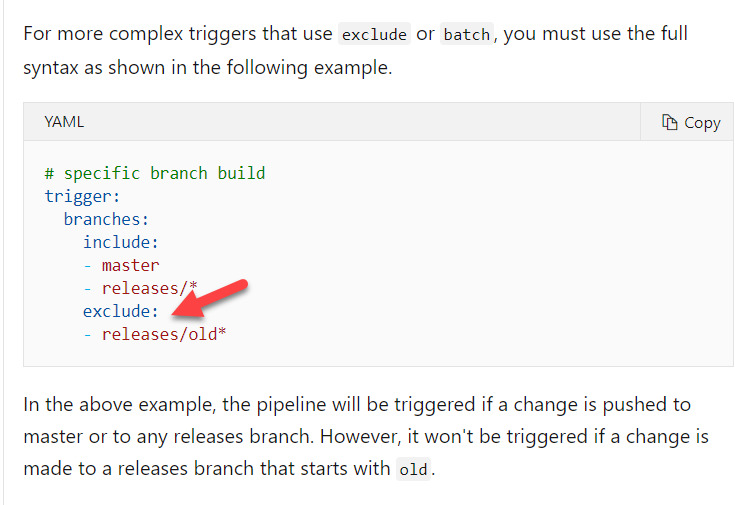 For more complex triggers that use exclude or batch, you must use the full
syntax as shown in the following example.
YAML
Copy
# specific branch build
trigger:
  branches:
    include:
    - master
    - releases/*
    exclude:
    - releases/old*
In the above example, the pipeline will be triggered if a change is pushed to
master or to any releases branch. However, it won't be triggered if a change is
made to a releases branch that starts with old.